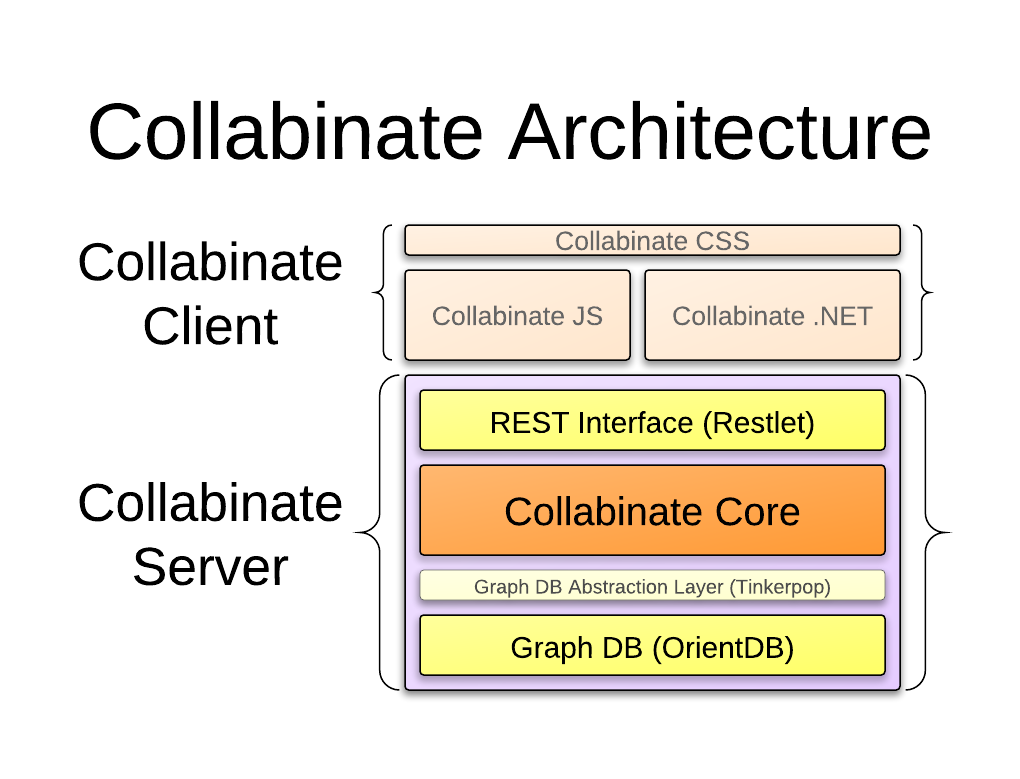 Collabinate Architecture
Collabinate
Client
Collabinate CSS
Collabinate JS
Collabinate .NET
Collabinate
Server
REST Interface (Restlet)
Collabinate Core
Graph DB Abstraction Layer (Tinkerpop)
Graph DB (OrientDB)